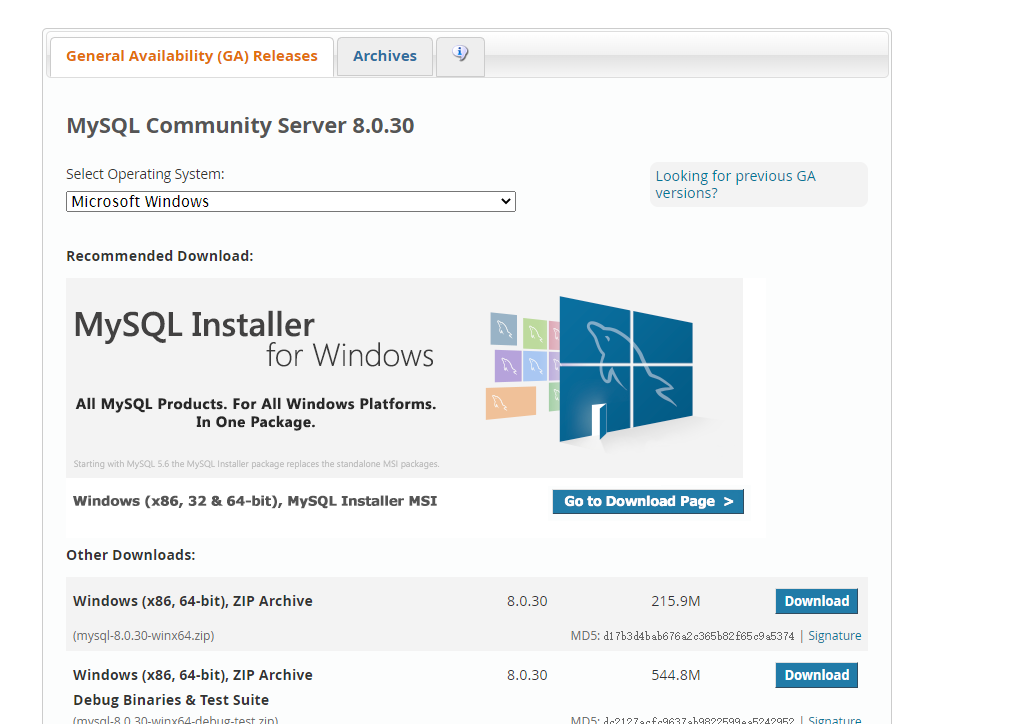 General Availability (GA) Releases
Archives
MySQL Community Server 8.0.30
Select Operating System:
Looking for previous GA
versions?
Microsoft Windows
Recommended Download:
MySQL Installer
for Windows
All MySQL Products. For All Windows Platforms.
In One Package.
Starting with MySQL 5.6 the MySQL Installer package replaces the standalone MSI packages.
Windows (x86, 32 & 64-bit), MySQL Installer MSI
Go to Download Page >
Other Downloads:
Windows (x86, 64-bit), ZIP Archive 8.0.30 215.9M Download
(mysql-8.0.30-winx64.zip) MD5: d17b3d4bab676a2c365b82f65c9a5374 | Signature
Windows (x86, 64-bit), ZIP Archive 8.0.30 544.8M Download
Debug Binaries & Test Suite
(mysql-8.0.30-winx64-debug-test.zip) MD5: dc2127acfc9637ab9822599ea5242952 | Signature